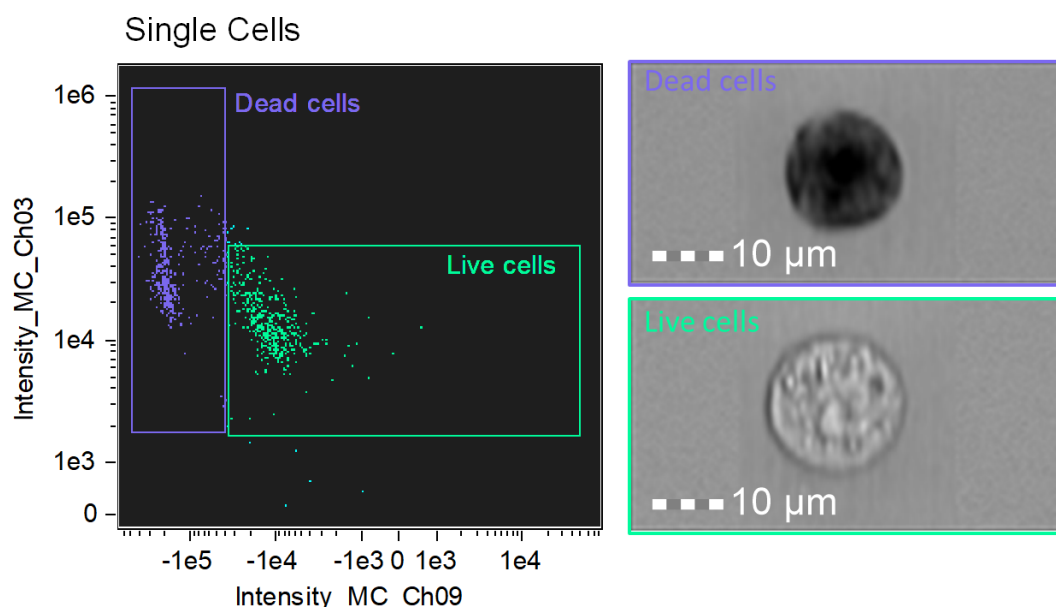 Single Cells
Intensity_MC_Ch03
1e6
1e5
1e4
1e3
0
Dead cells
Live cells
-1e5 -1e4 -1e3 0 1e3 1e4
Intensity_MC_Ch09
Dead cells
10 µm
Live cells
10 µm